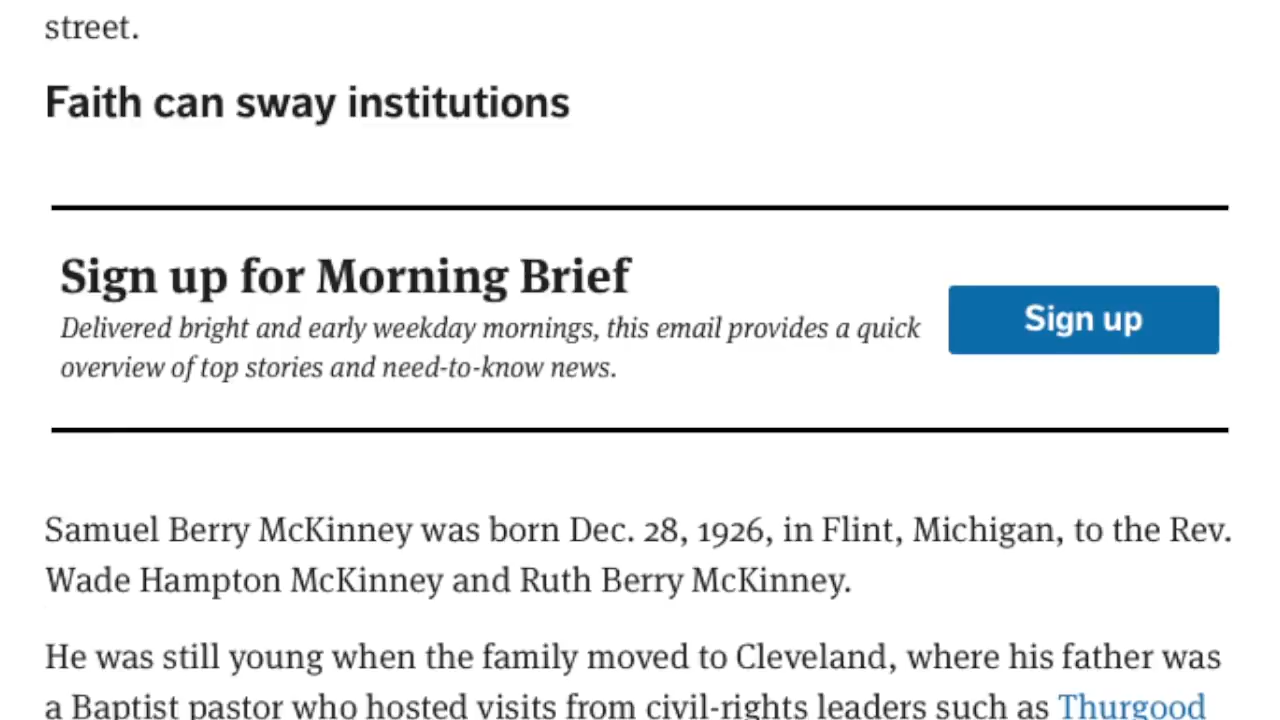 street.
Faith can sway institutions
Sign up for Morning Brief
Delivered bright and early weekday mornings, this email provides a quick
overview of top stories and need-to-know news.
Sign up
Samuel Berry McKinney was born Dec. 28, 1926, in Flint, Michigan, to the Rev.
Wade Hampton McKinney and Ruth Berry McKinney.
He was still young when the family moved to Cleveland, where his father was
a Baptist pastor who hosted visits from civil-rights leaders such as Thurgood